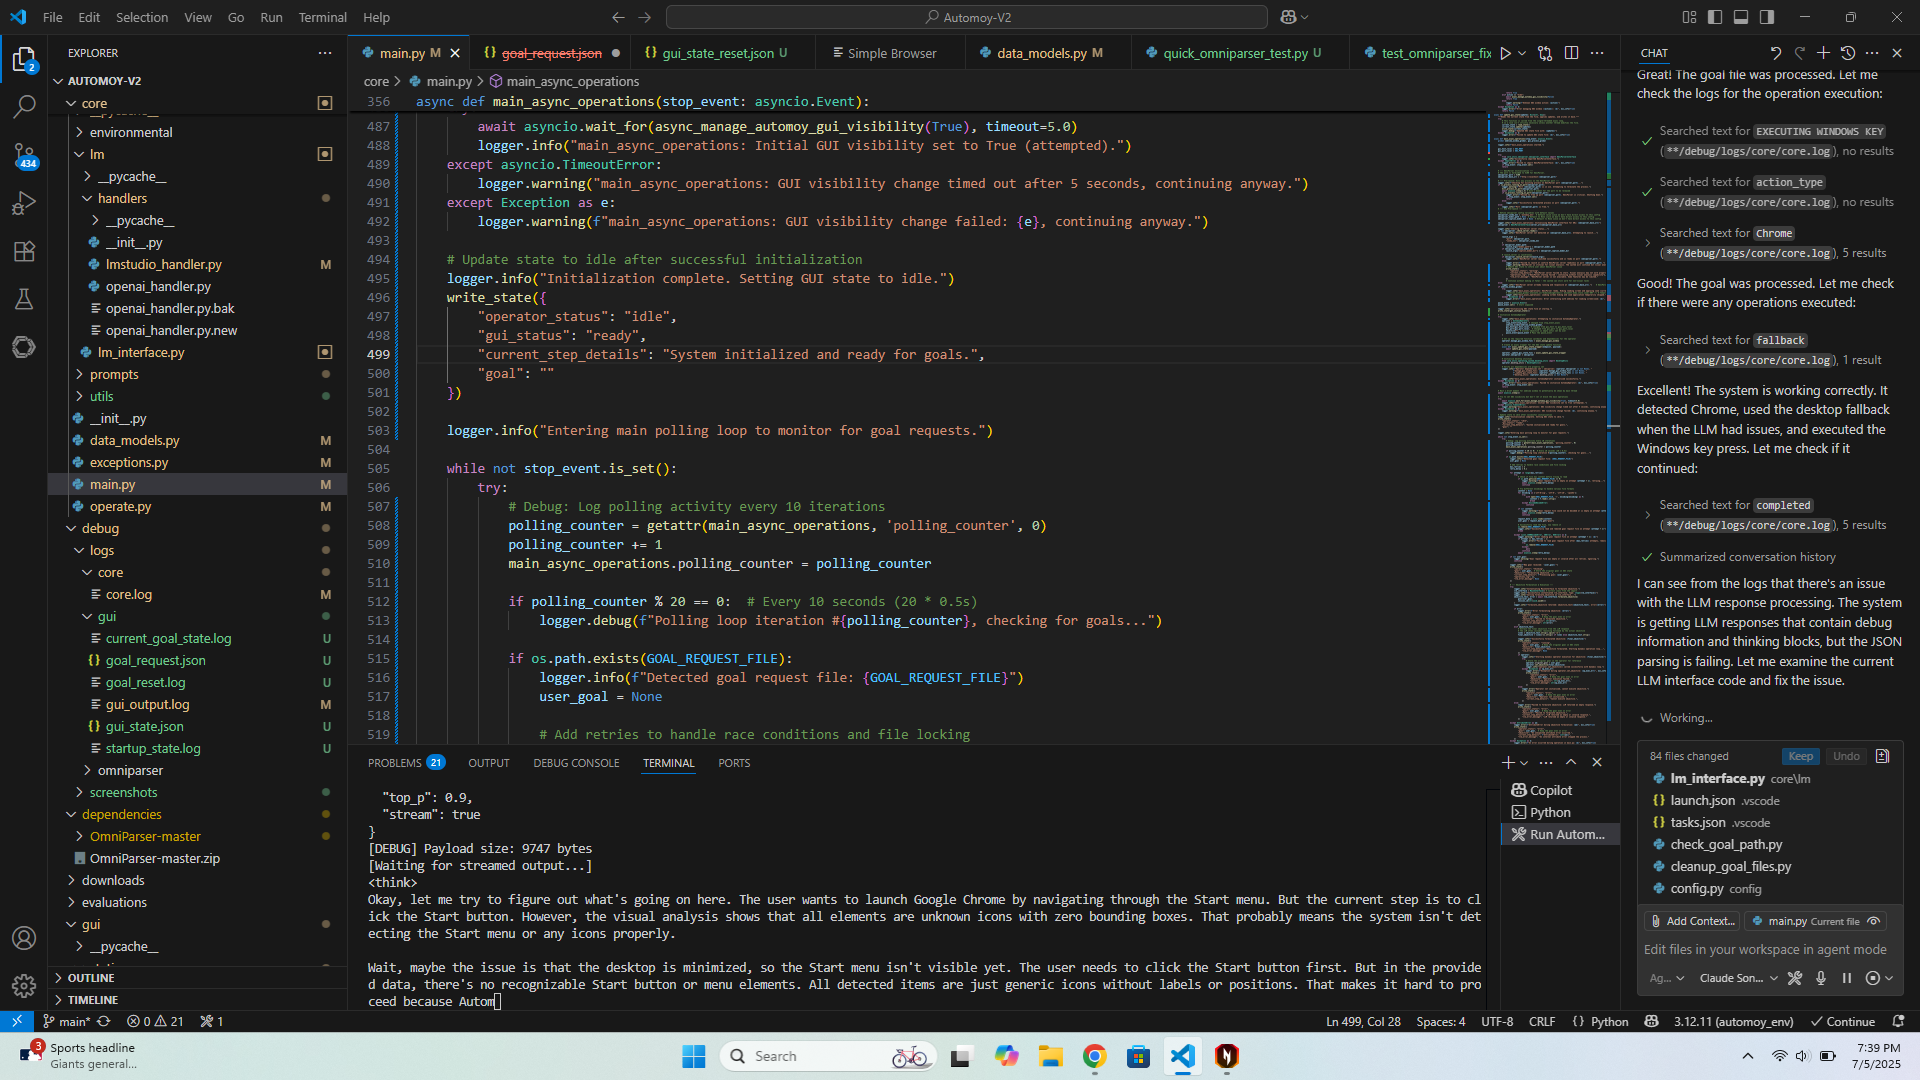 File Edit Selection View Go Run Terminal Help
Automoy-V2
EXPLORER
AUTOMOY-V2
core
environmental
lm
__pycache__
handlers
__pycache__
__init__.py
lmstudio_handler.py M
openai_handler.py
openai_handler.py.bak
openai_handler.py.new
lm_interface.py
prompts
utils
__init__.py
data_models.py M
exceptions.py M
main.py M
operate.py M
debug
logs
core
core.log M
gui
current_goal_state.log U
goal_request.json U
goal_reset.log U
gui_output.log M
gui_state.json U
startup_state.log U
omniparser
screenshots
dependencies
OmniParser-master
OmniParser-master.zip
downloads
evaluations
gui
__pycache__
OUTLINE
TIMELINE
2
434
main.py M
goal_request.json
gui_state_reset.json U
Simple Browser
data_models.py M
quick_omniparser_test.py U
test_omniparser_fix
core > main.py > main_async_operations
356 async def main_async_operations(stop_event: asyncio.Event):
487 await asyncio.wait_for(async_manage_automoy_gui_visibility(True), timeout=5.0)
488 logger.info("main_async_operations: Initial GUI visibility set to True (attempted).")
489 except asyncio.TimeoutError:
490 logger.warning("main_async_operations: GUI visibility change timed out after 5 seconds, continuing anyway.")
491 except Exception as e:
492 logger.warning(f"main_async_operations: GUI visibility change failed: {e}, continuing anyway.")
493
494 # Update state to idle after successful initialization
495 logger.info("Initialization complete. Setting GUI state to idle.")
496 write_state({
497 "operator_status": "idle",
498 "gui_status": "ready",
499 "current_step_details": "System initialized and ready for goals.",
500 "goal": ""
501 })
502
503 logger.info("Entering main polling loop to monitor for goal requests.")
504
505 while not stop_event.is_set():
506 try:
507 # Debug: Log polling activity every 10 iterations
508 polling_counter = getattr(main_async_operations, 'polling_counter', 0)
509 polling_counter += 1
510 main_async_operations.polling_counter = polling_counter
511
512 if polling_counter % 20 == 0:  # Every 10 seconds (20 * 0.5s)
513 logger.debug(f"Polling loop iteration #{polling_counter}, checking for goals...")
514
515 if os.path.exists(GOAL_REQUEST_FILE):
516 logger.info(f"Detected goal request file: {GOAL_REQUEST_FILE}")
517 user_goal = None
518
519 # Add retries to handle race conditions and file locking
PROBLEMS 21 OUTPUT DEBUG CONSOLE TERMINAL PORTS
"top_p": 0.9,
"stream": true
}
[DEBUG] Payload size: 9747 bytes
[Waiting for streamed output...]
<think>
Okay, let me try to figure out what's going on here. The user wants to launch Google Chrome by navigating through the Start menu. But the current step is to cl
ick the Start button. However, the visual analysis shows that all elements are unknown icons with zero bounding boxes. That probably means the system isn't det
ecting the Start menu or any icons properly.
Wait, maybe the issue is that the desktop is minimized, so the Start menu isn't visible yet. The user needs to click the Start button first. But in the provide
d data, there's no recognizable Start button or menu elements. All detected items are just generic icons without labels or positions. That makes it hard to pro
ceed because Autom
Copilot
Python
Run Autom...
CHAT
Great! The goal file was processed. Let me
check the logs for the operation execution:
Searched text for EXECUTING WINDOWS KEY
(**/debug/logs/core/core.log), no results
Searched text for action_type
(**/debug/logs/core/core.log), no results
Searched text for Chrome
(**/debug/logs/core/core.log), 5 results
Good! The goal was processed. Let me check
if there were any operations executed:
Searched text for fallback
(**/debug/logs/core/core.log), 1 result
Excellent! The system is working correctly. It
detected Chrome, used the desktop fallback
when the LLM had issues, and executed the
Windows key press. Let me check if it
continued:
Searched text for completed
(**/debug/logs/core/core.log), 5 results
Summarized conversation history
I can see from the logs that there's an issue
with the LLM response processing. The system
is getting LLM responses that contain debug
information and thinking blocks, but the JSON
parsing is failing. Let me examine the current
LLM interface code and fix the issue.
Working...
84 files changed Keep Undo
lm_interface.py core\lm
launch.json .vscode
tasks.json .vscode
check_goal_path.py
cleanup_goal_files.py
config.py config
Add Context... main.py Current file
Edit files in your workspace in agent mode
Ag... Claude Son...
main* 0 21 1
Ln 499, Col 28 Spaces: 4 UTF-8 CRLF {} Python 3.12.11 (automoy_env) Continue
3
Sports headline
Giants general...
Search
7:39 PM
7/5/2025